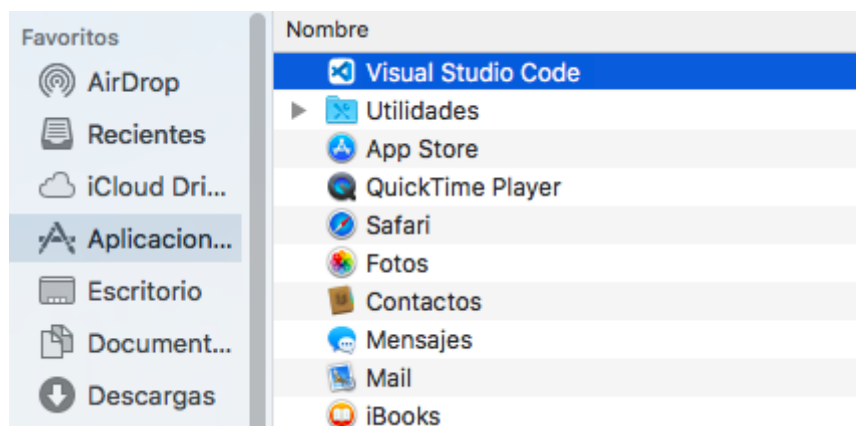 Favoritos
AirDrop
Recientes
iCloud Dri...
Aplicacion...
Escritorio
Document...
Descargas
Nombre
Visual Studio Code
Utilidades
App Store
QuickTime Player
Safari
Fotos
Contactos
Mensajes
Mail
iBooks